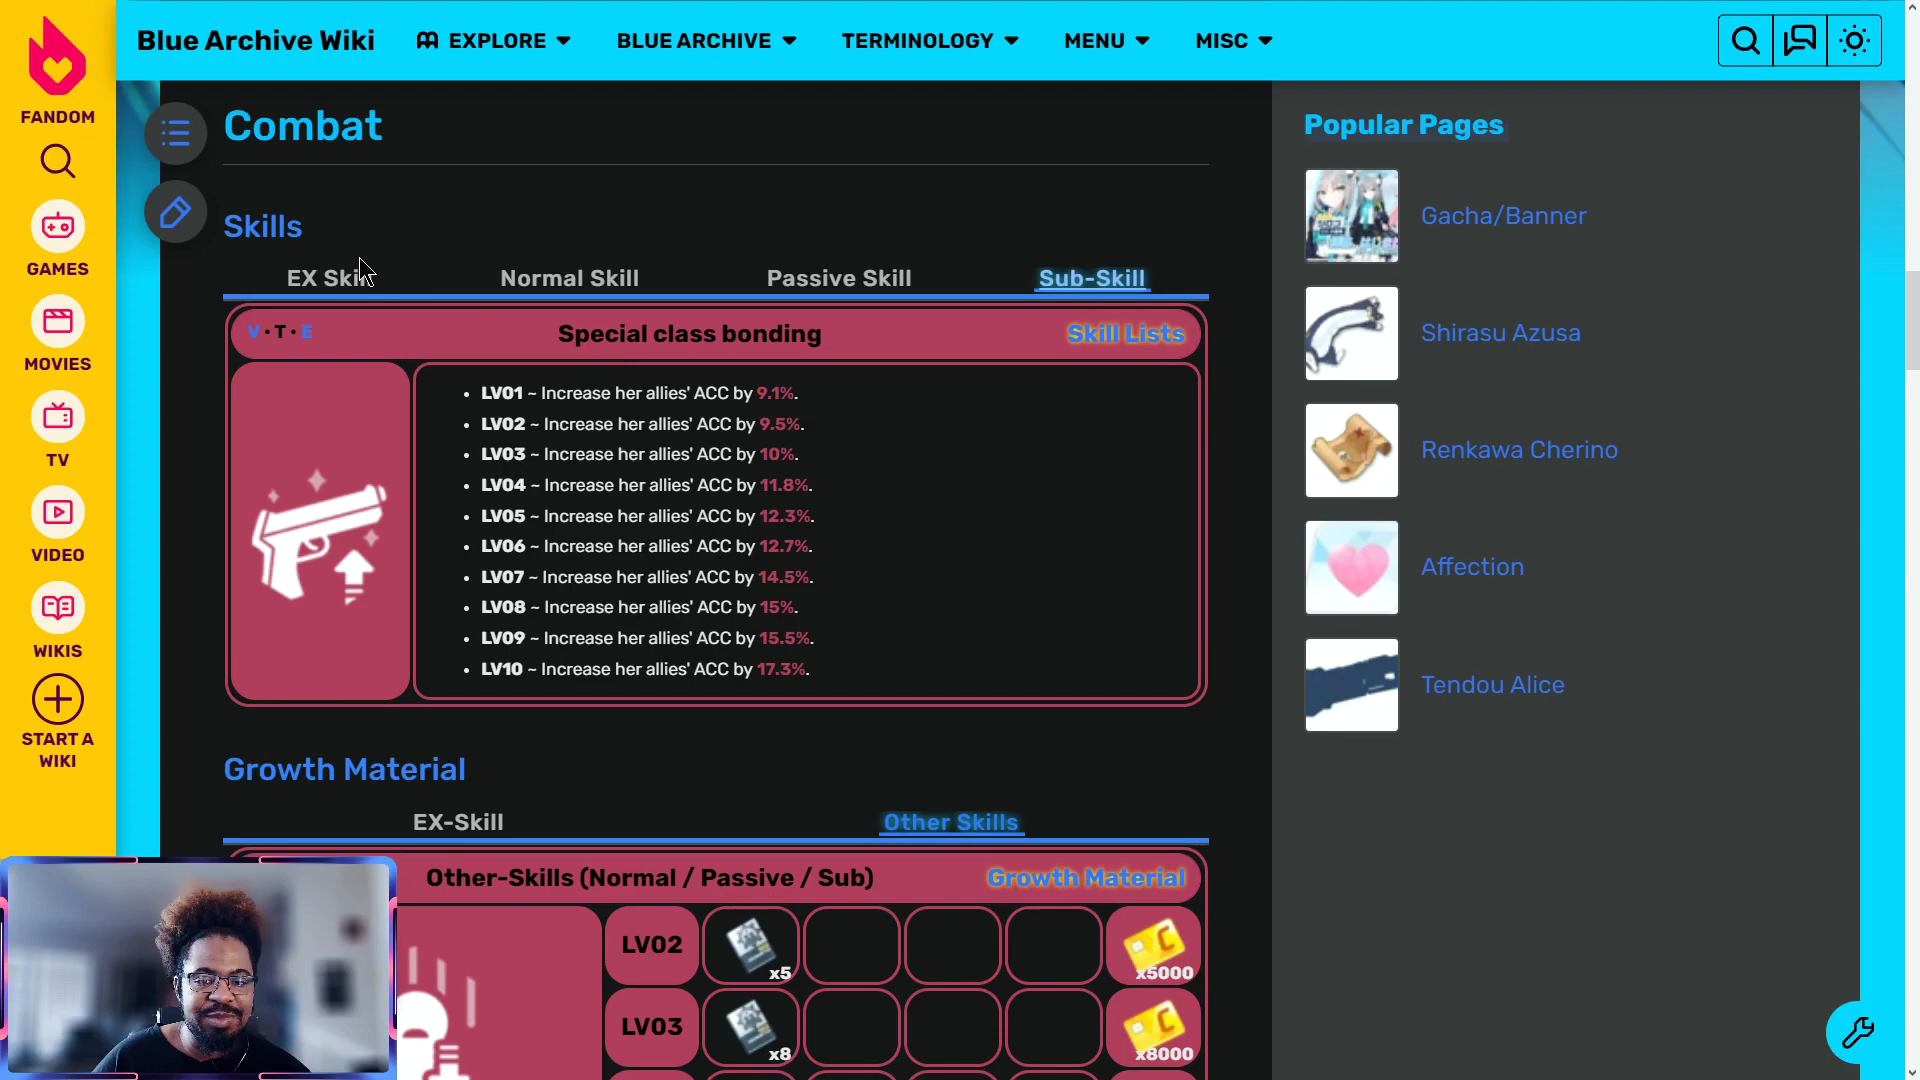 Blue Archive Wiki
EXPLORE
BLUE ARCHIVE
TERMINOLOGY
MENU
MISC
FANDOM
GAMES
MOVIES
TV
VIDEO
WIKIS
START A
WIKI
Combat
Skills
EX Skill
Normal Skill
Passive Skill
Sub-Skill
V · T · E
Special class bonding
Skill Lists
• LV01 ~ Increase her allies' ACC by 9.1%.
• LV02 ~ Increase her allies' ACC by 9.5%.
• LV03 ~ Increase her allies' ACC by 10%.
• LV04 ~ Increase her allies' ACC by 11.8%.
• LV05 ~ Increase her allies' ACC by 12.3%.
• LV06 ~ Increase her allies' ACC by 12.7%.
• LV07 ~ Increase her allies' ACC by 14.5%.
• LV08 ~ Increase her allies' ACC by 15%.
• LV09 ~ Increase her allies' ACC by 15.5%.
• LV10 ~ Increase her allies' ACC by 17.3%.
Growth Material
EX-Skill
Other Skills
Other-Skills (Normal / Passive / Sub)
Growth Material
LV02
x5
x5000
LV03
x8
x8000
Popular Pages
Gacha/Banner
Shirasu Azusa
Renkawa Cherino
Affection
Tendou Alice